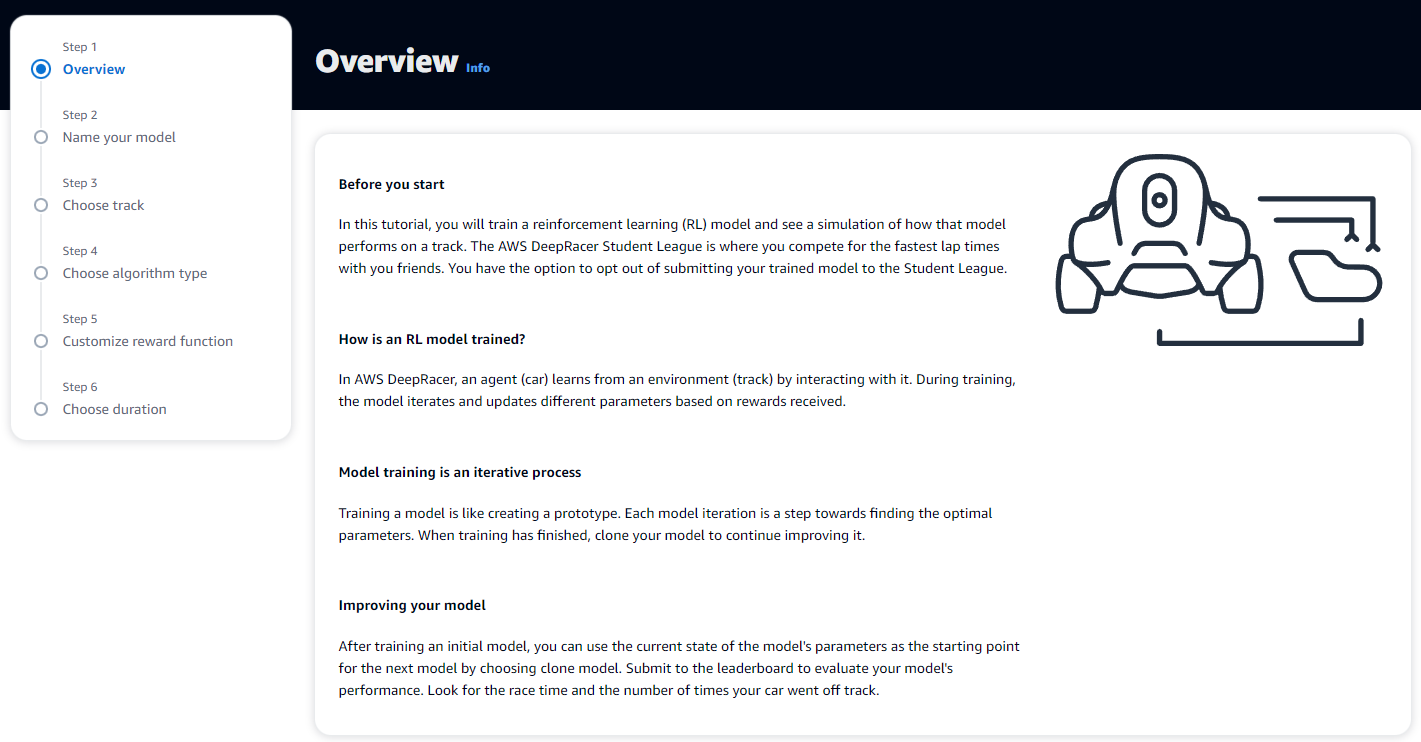 Step 1
Overview
Step 2
Name your model
Step 3
Choose track
Step 4
Choose algorithm type
Step 5
Customize reward function
Step 6
Choose duration
Overview Info
Before you start
In this tutorial, you will train a reinforcement learning (RL) model and see a simulation of how that model
performs on a track. The AWS DeepRacer Student League is where you compete for the fastest lap times
with you friends. You have the option to opt out of submitting your trained model to the Student League.
How is an RL model trained?
In AWS DeepRacer, an agent (car) learns from an environment (track) by interacting with it. During training,
the model iterates and updates different parameters based on rewards received.
Model training is an iterative process
Training a model is like creating a prototype. Each model iteration is a step towards finding the optimal
parameters. When training has finished, clone your model to continue improving it.
Improving your model
After training an initial model, you can use the current state of the model's parameters as the starting point
for the next model by choosing clone model. Submit to the leaderboard to evaluate your model's
performance. Look for the race time and the number of times your car went off track.